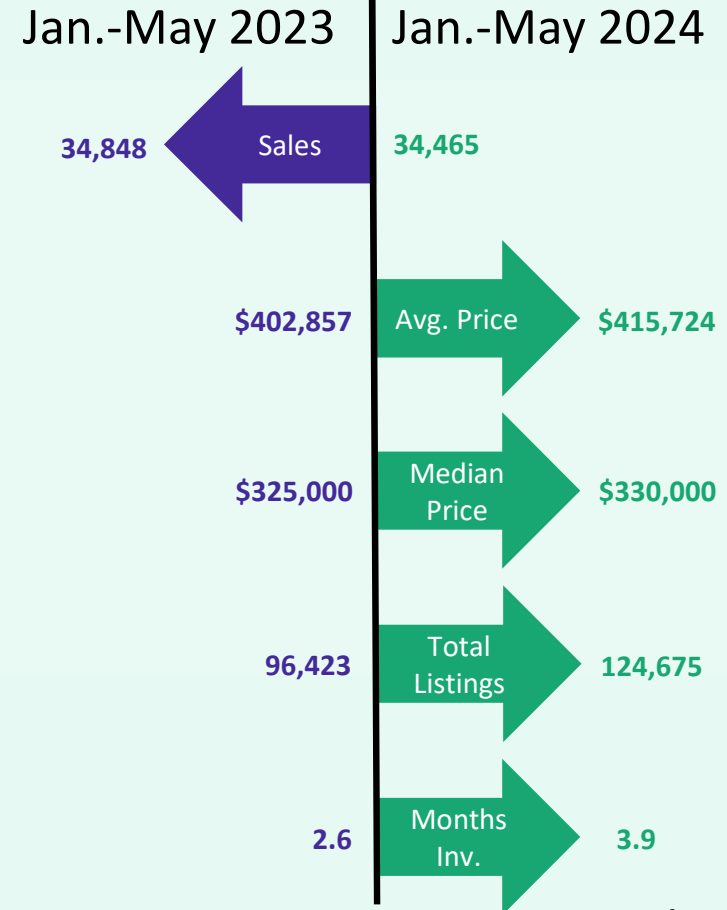 Jan.-May 2023
Jan.-May 2024
34,848
Sales
34,465
$402,857
Avg. Price
$415,724
$325,000
Median
Price
$330,000
96,423
Total
Listings
124,675
2.6
Months
Inv.
3.9